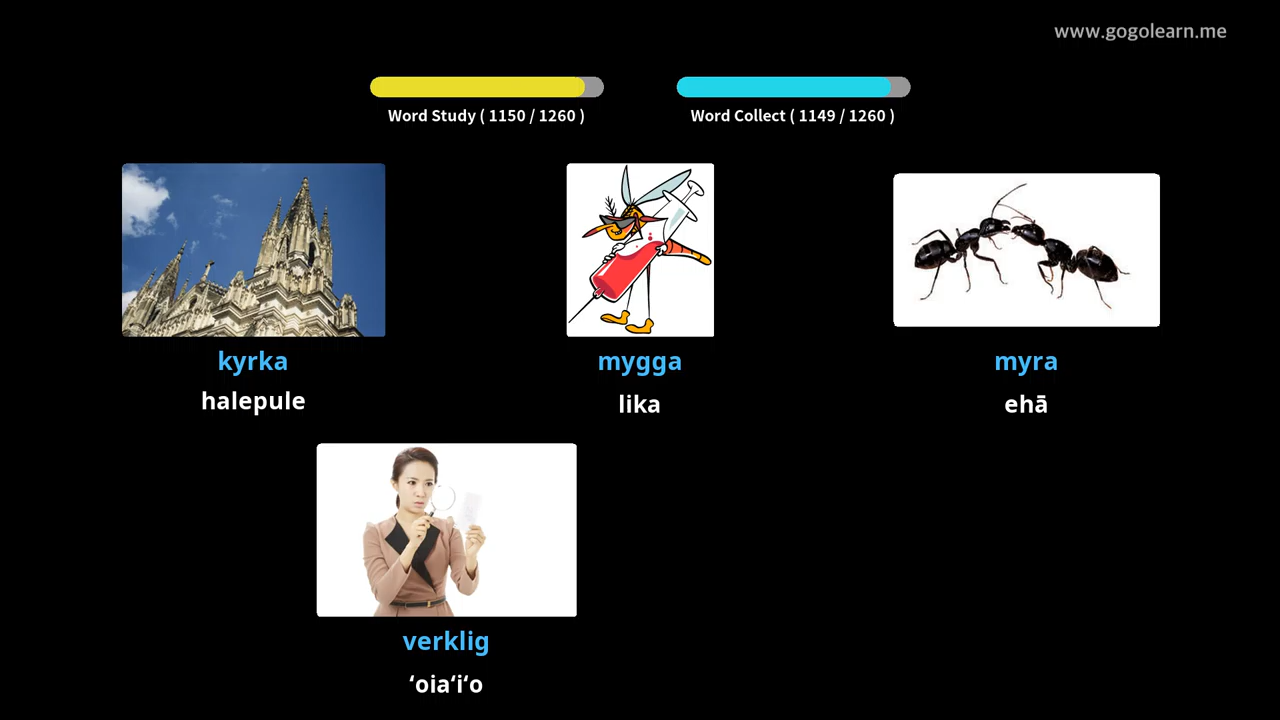 www.gogolearn.me
Word Study ( 1150 / 1260 )
Word Collect ( 1149 / 1260 )
kyrka
mygga
myra
halepule
lika
ehā
verklig
ʻoiaʻiʻo